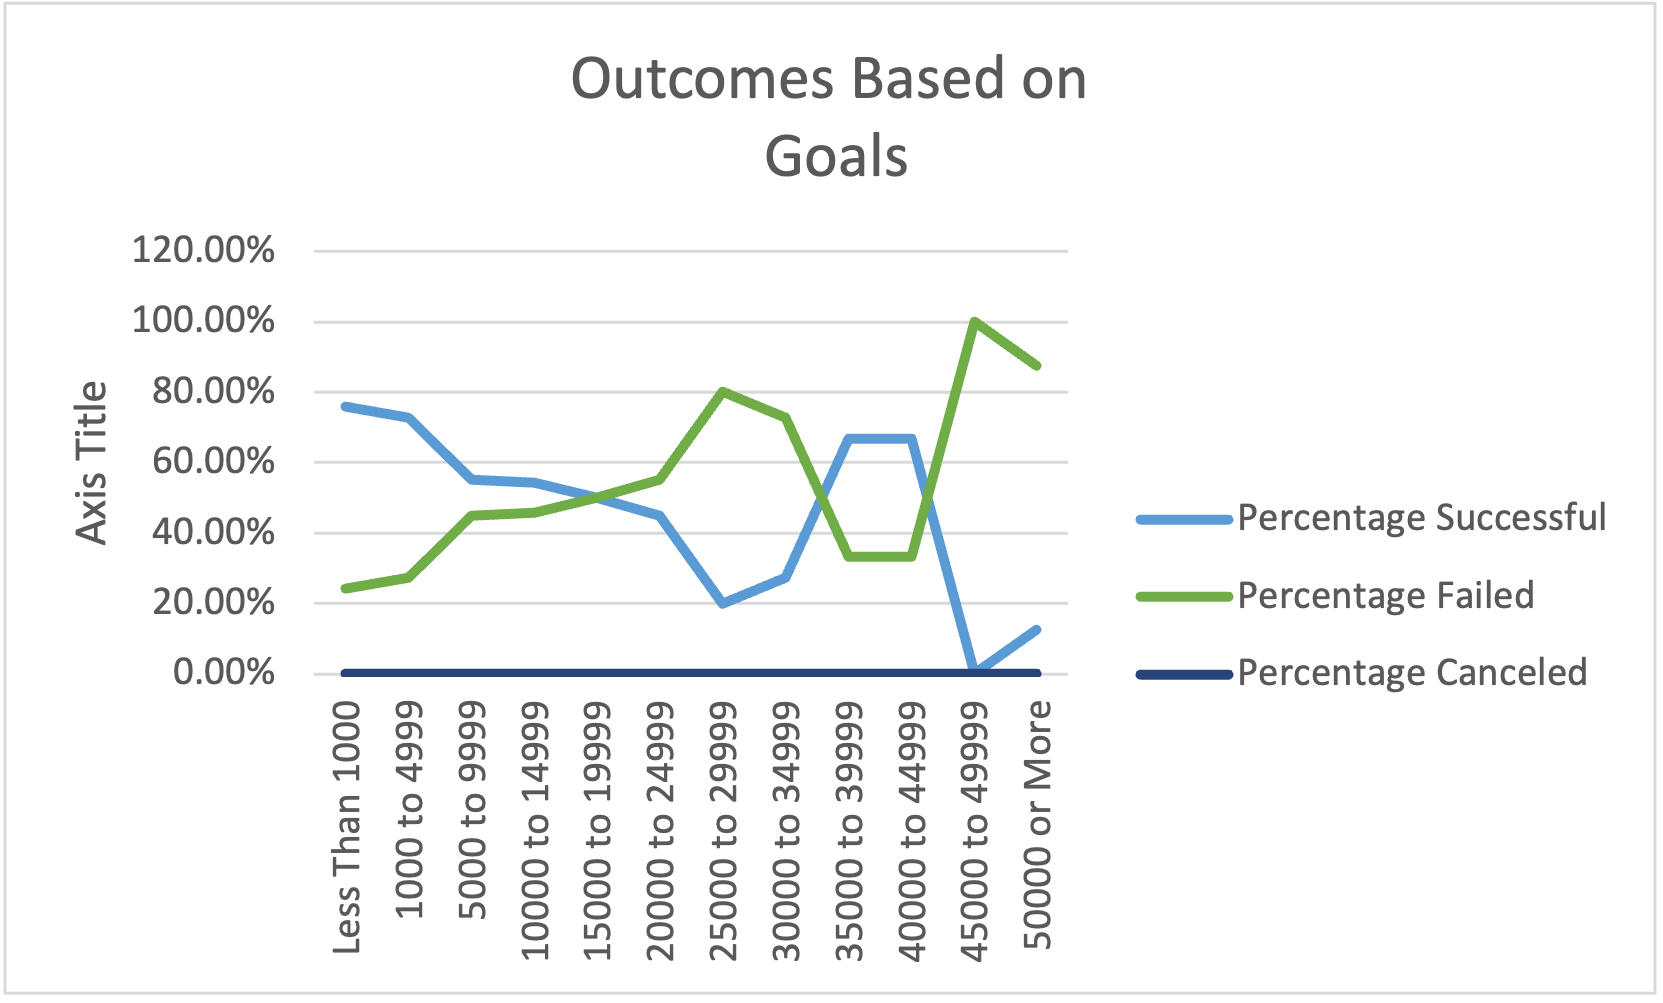 Outcomes Based on
Goals
120.00%
100.00%
80.00%
60.00%
40.00%
20.00%
0.00%
Axis Title
Less Than 1000
1000 to 4999
5000 to 9999
10000 to 14999
15000 to 19999
20000 to 24999
25000 to 29999
30000 to 34999
35000 to 39999
40000 to 44999
45000 to 49999
50000 or More
Percentage Successful
Percentage Failed
Percentage Canceled